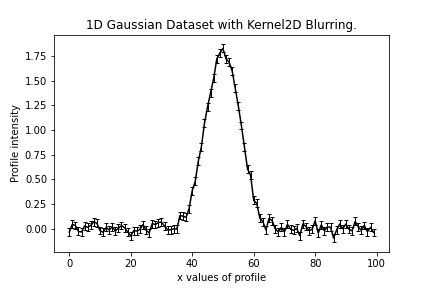 1D Gaussian Dataset with Kernel2D Blurring.
1.75
1.50
1.25
1.00
0.75
0.50
0.25
0.00
Profile intensity
0 20 40 60 80 100
x values of profile